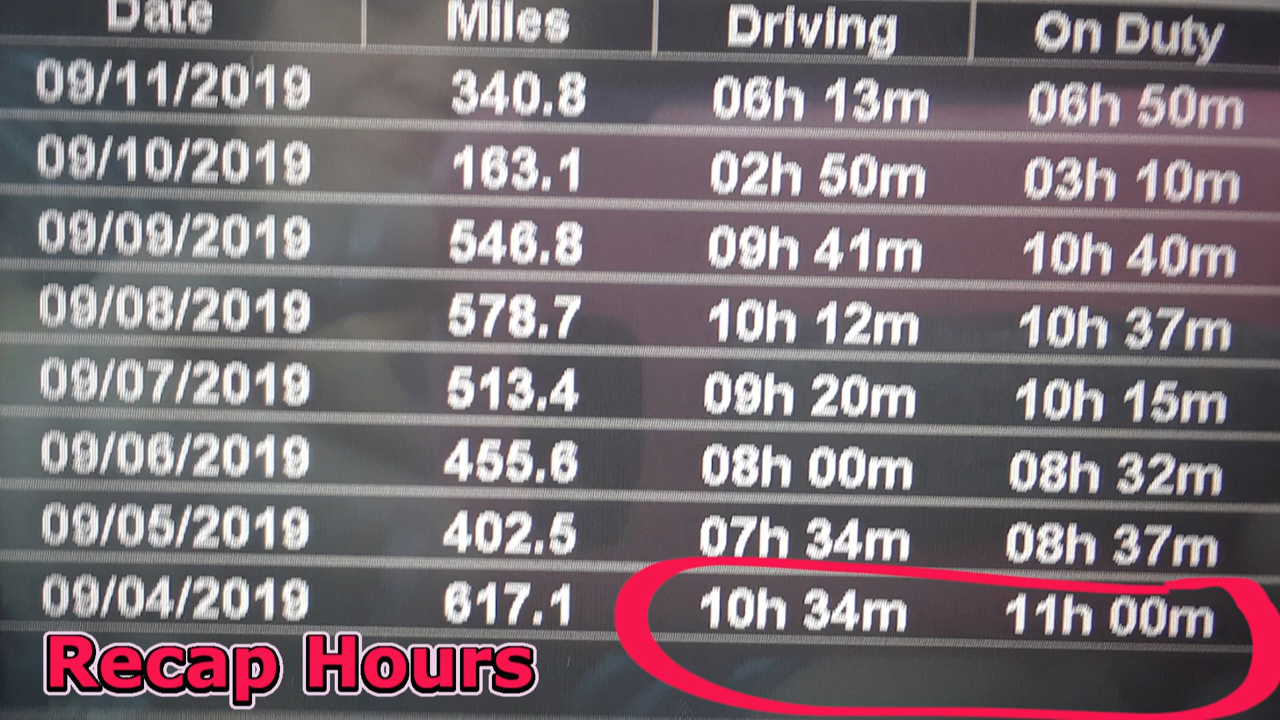 Date Miles Driving On Duty
09/11/2019 340.8 06h 13m 06h 50m
09/10/2019 163.1 02h 50m 03h 10m
09/09/2019 546.8 09h 41m 10h 40m
09/08/2019 578.7 10h 12m 10h 37m
09/07/2019 513.4 09h 20m 10h 15m
09/06/2019 455.6 08h 00m 08h 32m
09/05/2019 402.5 07h 34m 08h 37m
09/04/2019 617.1 10h 34m 11h 00m
Recap Hours